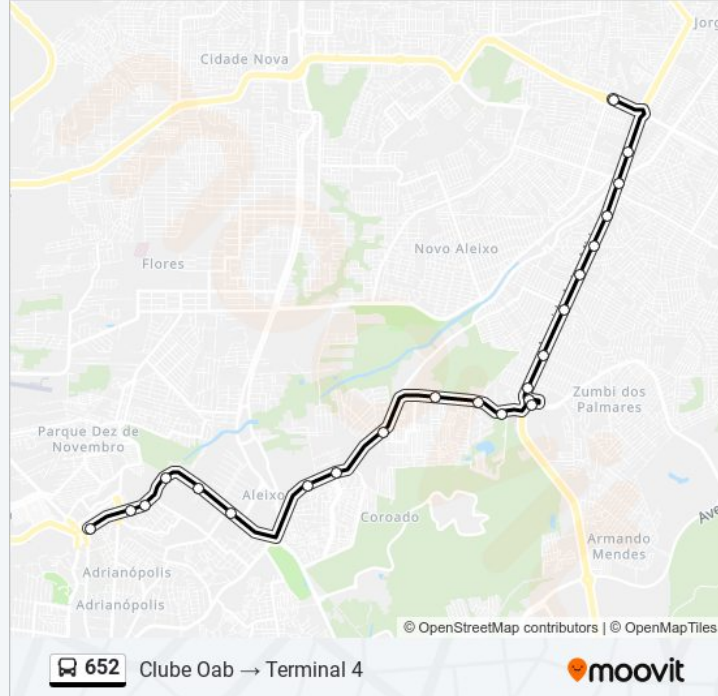 Jorg
Cidade Nova
Novo Aleixo
Flores
Zumbi dos
Palmares
Parque Dez de
Novembro
Aleixo
Coroado
Ave
Armando
Mendes
Adrianópolis
Adrianópolis
© OpenStreetMap contributors | © OpenMapTiles
652 Clube Oab → Terminal 4
moovit